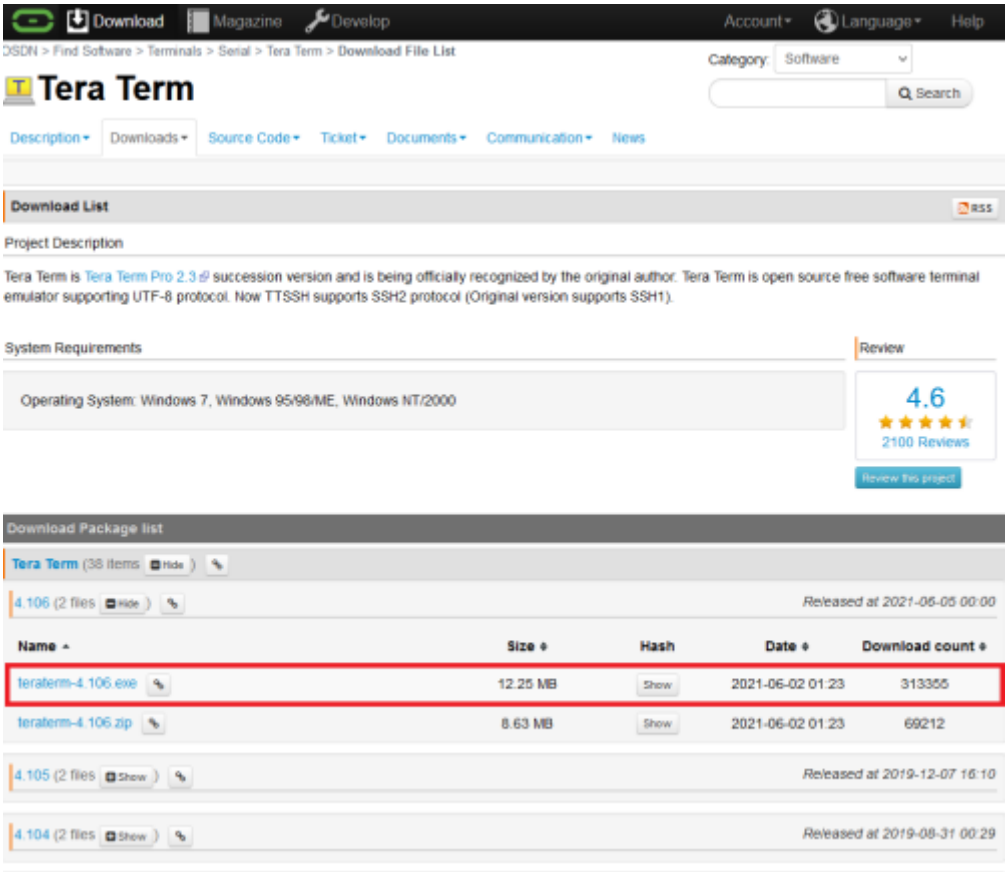 Download Magazine Develop Account Language Help
OSDN > Find Software > Terminals > Serial > Tera Term > Download File List
Category: Software
T Tera Term
Search
Description Downloads Source Code Ticket Documents Communication News
Download List RSS
Project Description
Tera Term is Tera Term Pro 2.3 succession version and is being officially recognized by the original author. Tera Term is open source free software terminal
emulator supporting UTF-8 protocol. Now TTSSH supports SSH2 protocol (Original version supports SSH1).
System Requirements Review
Operating System: Windows 7, Windows 95/98/ME, Windows NT/2000
4.6
2100 Reviews
Review this project
Download Package list
Tera Term (38 items Hide )
4.106 (2 files Hide ) Released at 2021-06-05 00:00
Name Size Hash Date Download count
teraterm-4.106.exe 12.25 MB Show 2021-06-02 01:23 313355
teraterm-4.106.zip 8.63 MB Show 2021-06-02 01:23 69212
4.105 (2 files Show ) Released at 2019-12-07 16:10
4.104 (2 files Show ) Released at 2019-08-31 00:29